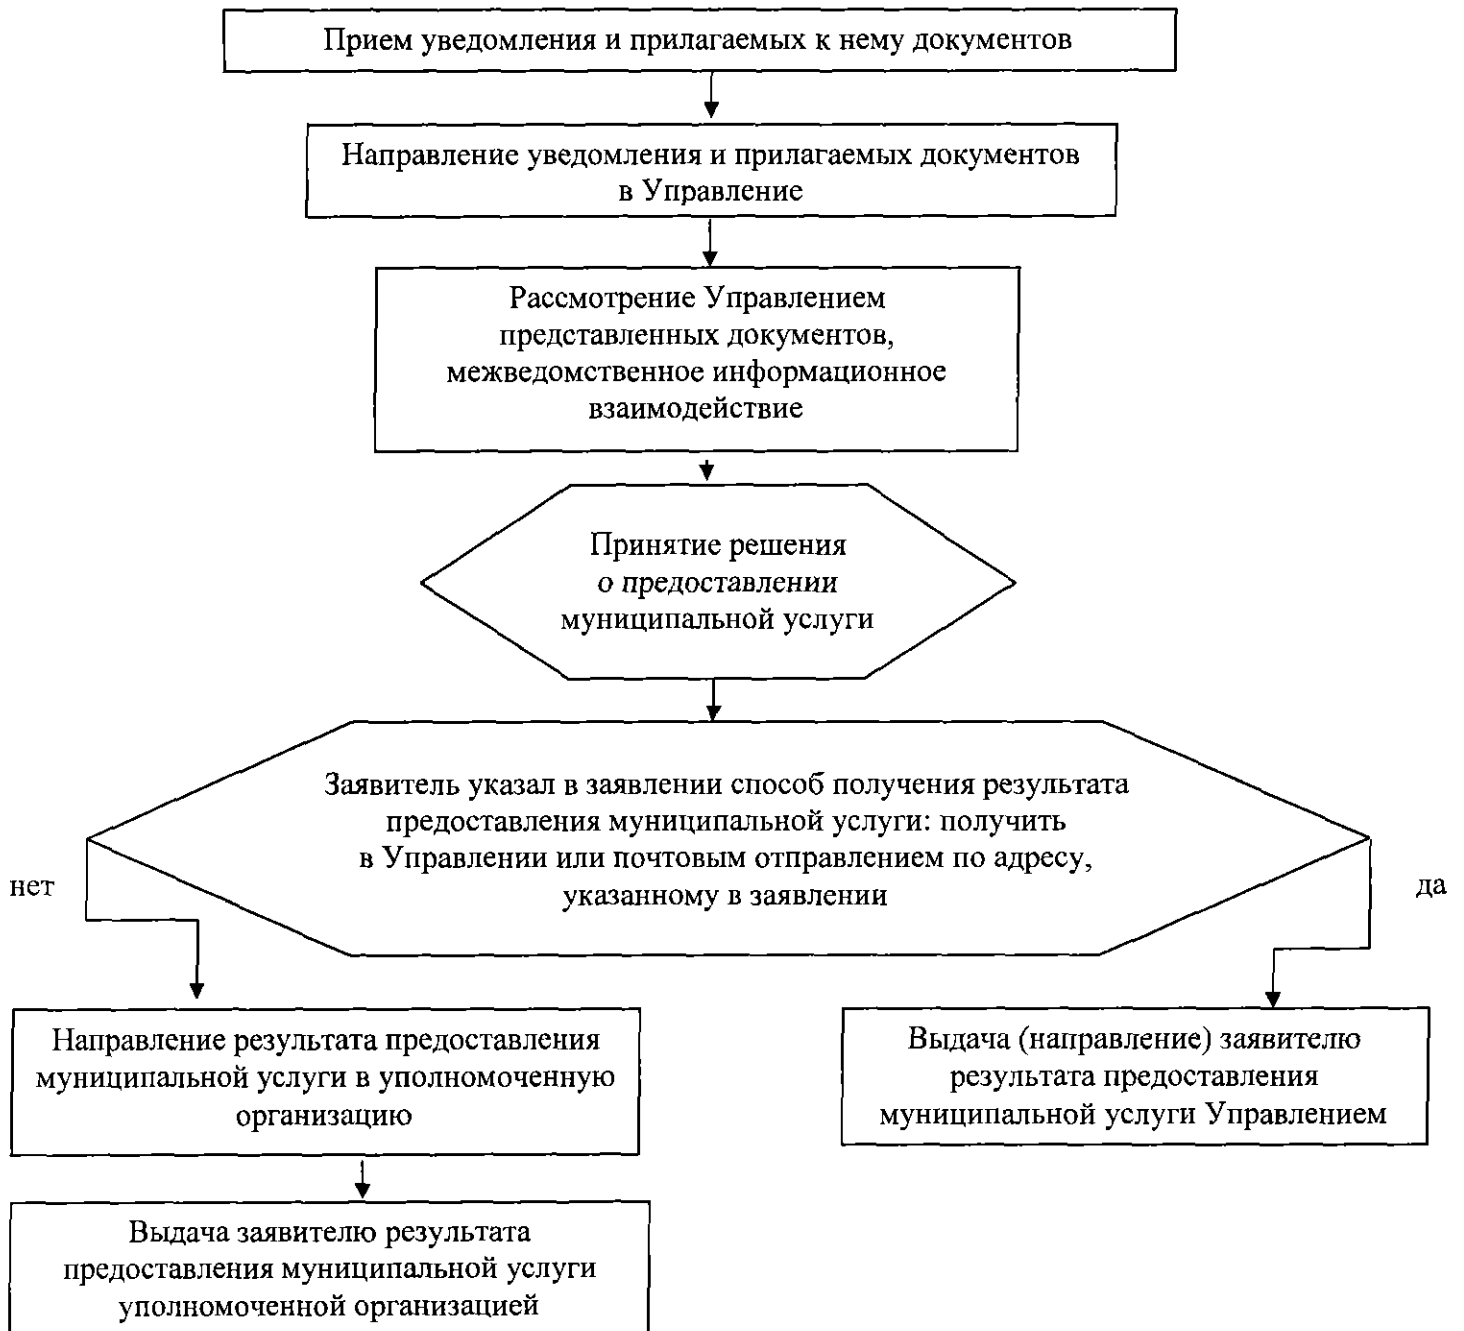 Прием уведомления и прилагаемых к нему документов
Направление уведомления и прилагаемых документов
в Управление
Рассмотрение Управлением
представленных документов,
межведомственное информационное
взаимодействие
Принятие решения
о предоставлении
муниципальной услуги
Заявитель указал в заявлении способ получения результата
предоставления муниципальной услуги: получить
в Управлении или почтовым отправлением по адресу,
указанному в заявлении
нет
да
Направление результата предоставления
муниципальной услуги в уполномоченную
организацию
Выдача (направление) заявителю
результата предоставления
муниципальной услуги Управлением
Выдача заявителю результата
предоставления муниципальной услуги
уполномоченной организацией